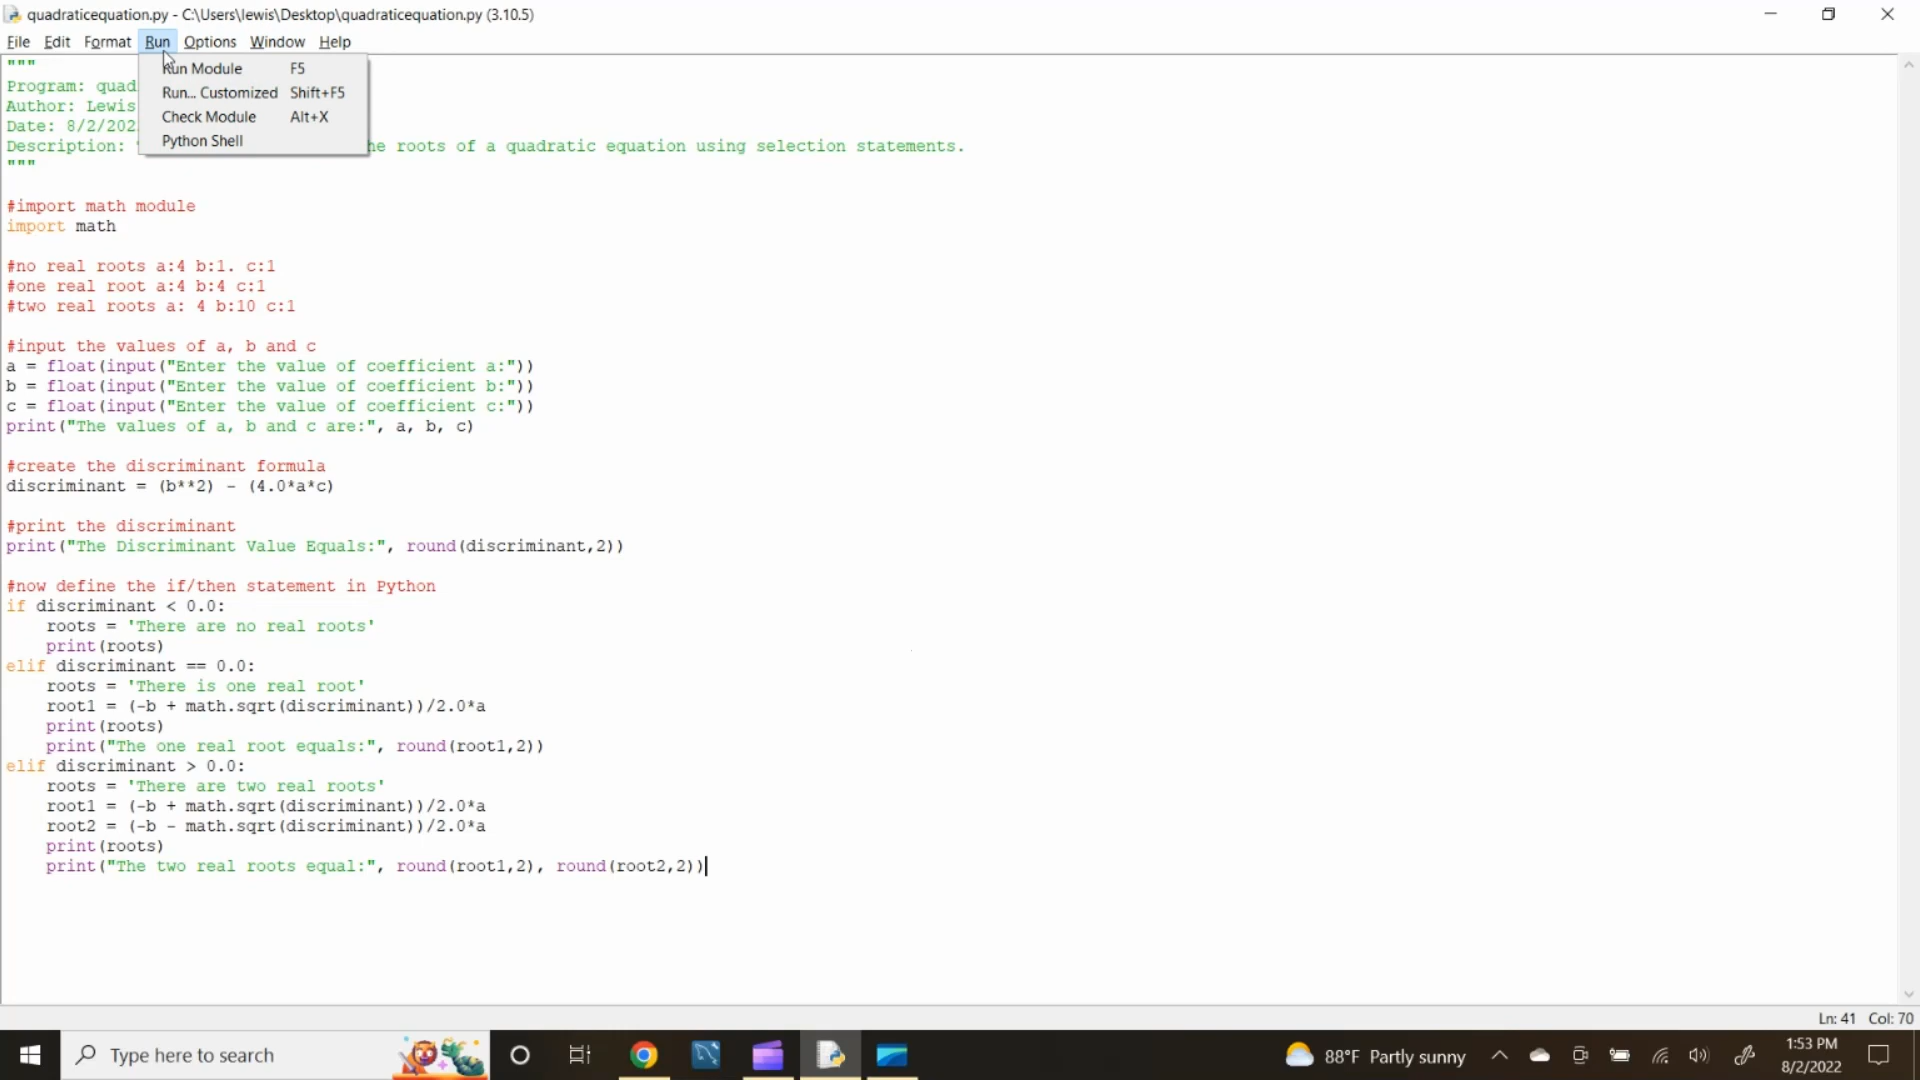 quadraticequation.py - C:\Users\lewis\Desktop\quadraticequation.py (3.10.5)
File Edit Format Run Options Window Help
Run Module F5
Run... Customized Shift+F5
Check Module Alt+X
Python Shell
"""
Program: quad
Author: Lewis
Date: 8/2/202
Description: he roots of a quadratic equation using selection statements.
"""
#import math module
import math
#no real roots a:4 b:1. c:1
#one real root a:4 b:4 c:1
#two real roots a: 4 b:10 c:1
#input the values of a, b and c
a = float(input("Enter the value of coefficient a:"))
b = float(input("Enter the value of coefficient b:"))
c = float(input("Enter the value of coefficient c:"))
print("The values of a, b and c are:", a, b, c)
#create the discriminant formula
discriminant = (b**2) - (4.0*a*c)
#print the discriminant
print("The Discriminant Value Equals:", round(discriminant,2))
#now define the if/then statement in Python
if discriminant < 0.0:
    roots = 'There are no real roots'
    print(roots)
elif discriminant == 0.0:
    roots = 'There is one real root'
    root1 = (-b + math.sqrt(discriminant))/2.0*a
    print(roots)
    print("The one real root equals:", round(root1,2))
elif discriminant > 0.0:
    roots = 'There are two real roots'
    root1 = (-b + math.sqrt(discriminant))/2.0*a
    root2 = (-b - math.sqrt(discriminant))/2.0*a
    print(roots)
    print("The two real roots equal:", round(root1,2), round(root2,2))
Ln: 41 Col: 70
Type here to search
88°F Partly sunny
1:53 PM
8/2/2022